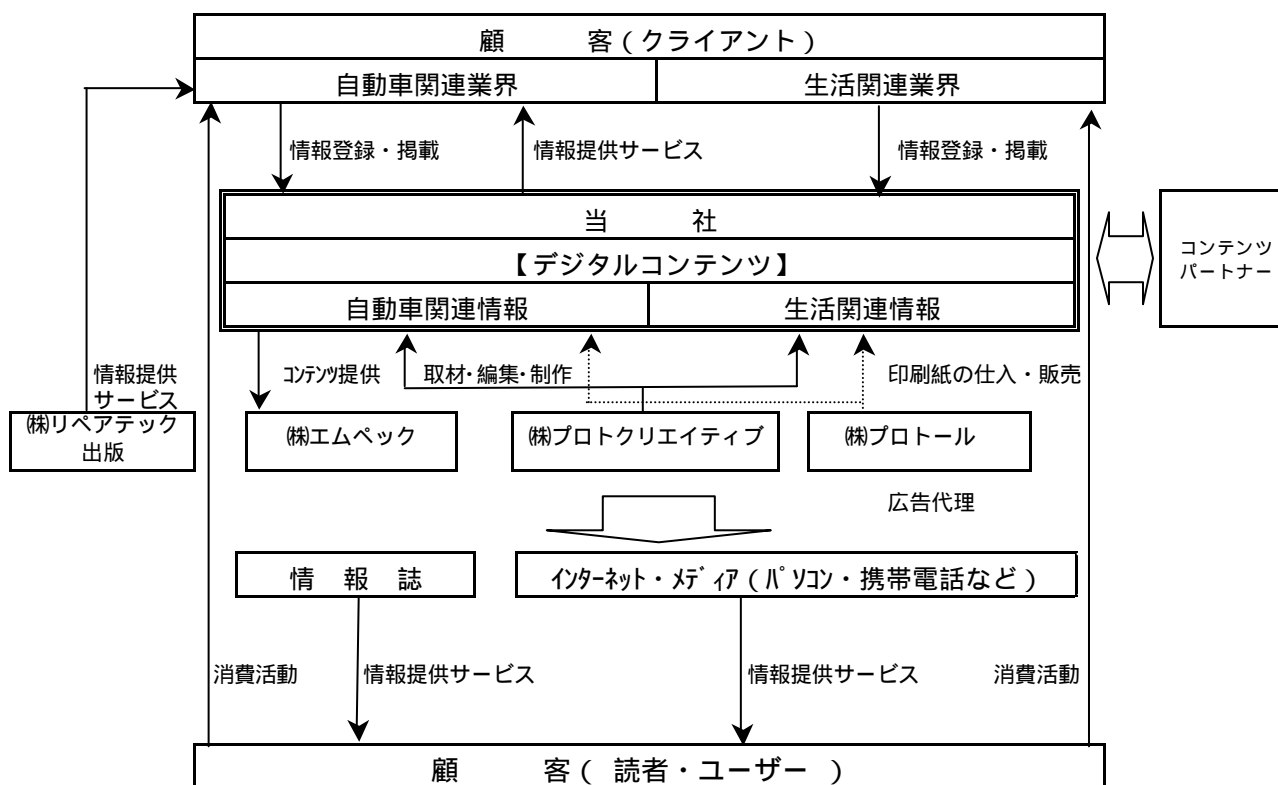 顧　　客（クライアント）
自動車関連業界　生活関連業界
情報登録・掲載　情報提供サービス　情報登録・掲載
当　　社
【デジタルコンテンツ】
自動車関連情報　生活関連情報
コンテンツ
パートナー
コンテンツ提供　取材・編集・制作　印刷紙の仕入・販売
情報提供
サービス
㈱リペアテック
出版
㈱エムペック　㈱プロトクリエイティブ　㈱プロトール
広告代理
情　報　誌　インターネット・メディア（パソコン・携帯電話など）
消費活動　情報提供サービス　情報提供サービス　消費活動
顧　　客（　読者・ユーザー　）